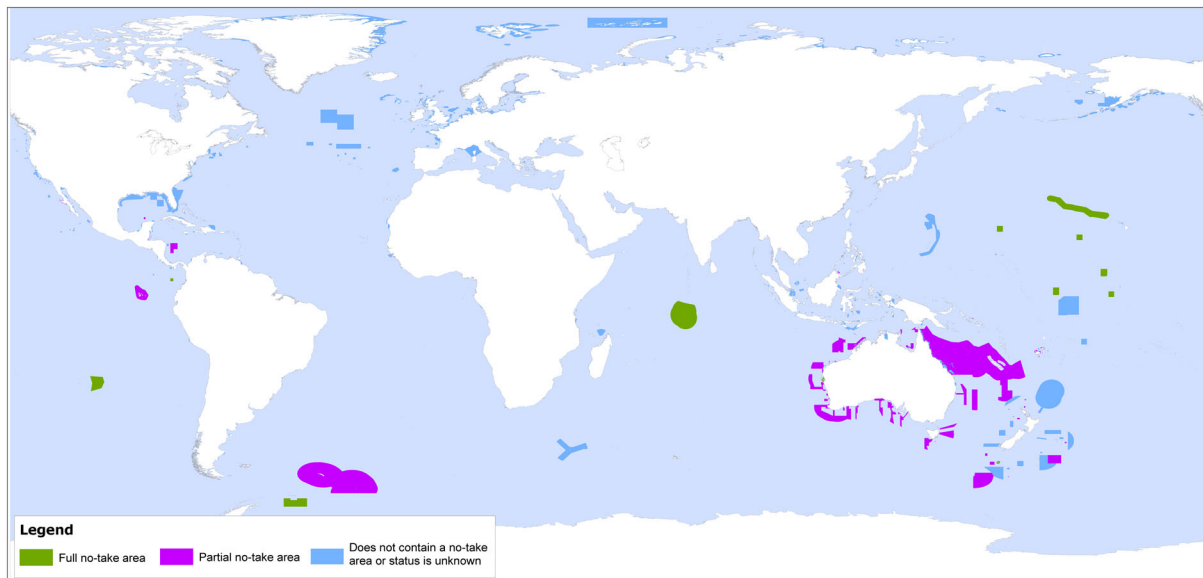 Legend
Full no-take area
Partial no-take area
Does not contain a no-take
area or status is unknown